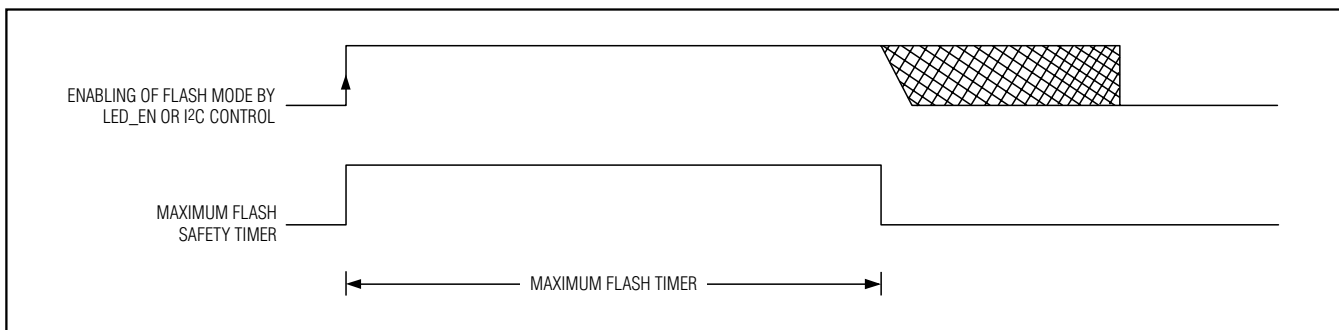 ENABLING OF FLASH MODE BY
LED_EN OR I²C CONTROL
MAXIMUM FLASH
SAFETY TIMER
MAXIMUM FLASH TIMER